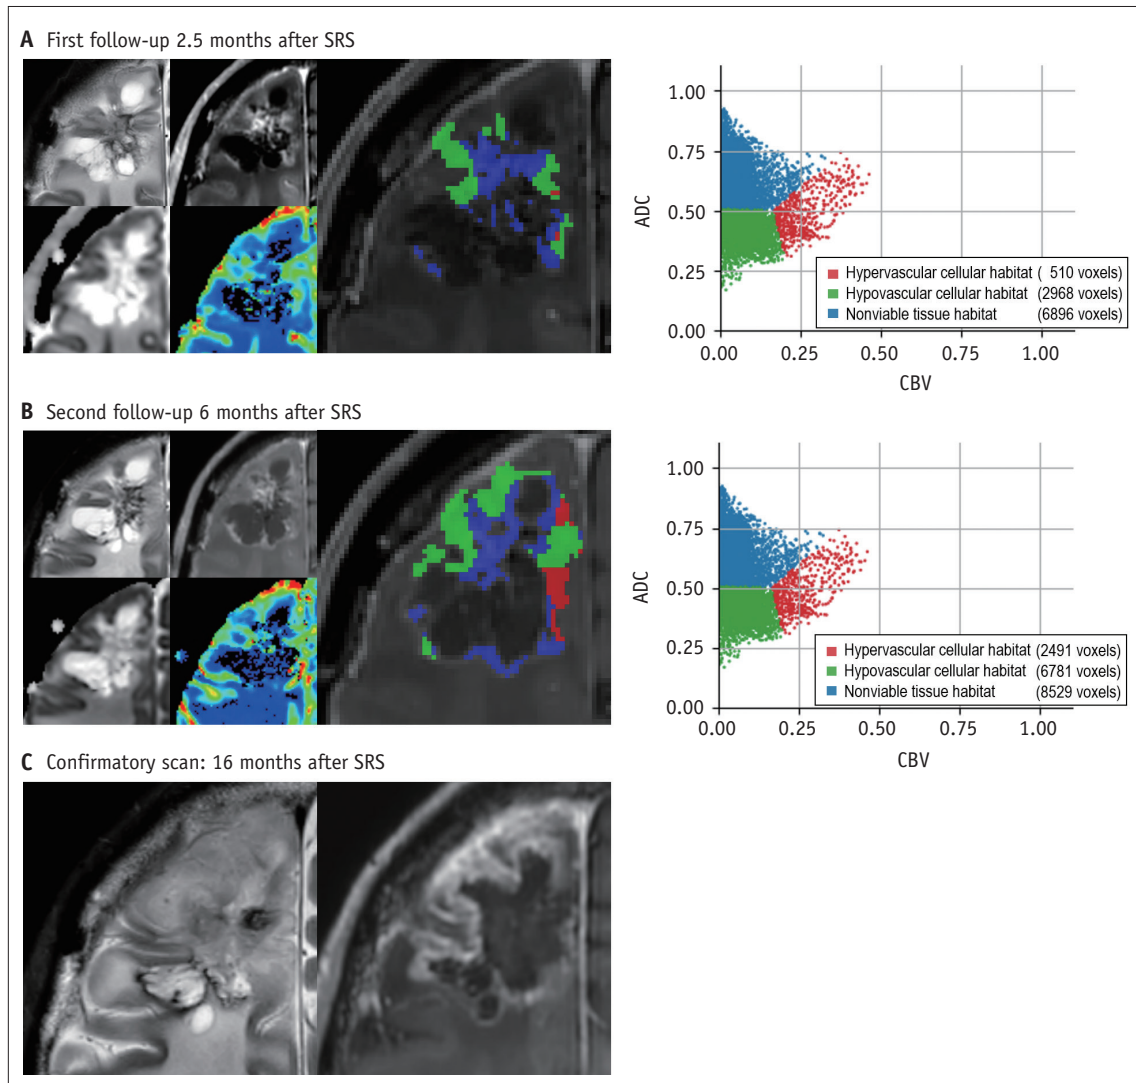 A First follow-up 2.5 months after SRS
1.00
0.75
ADC
0.50
0.25
0.00
Hypervascular cellular habitat ( 510 voxels)
Hypovascular cellular habitat (2968 voxels)
Nonviable tissue habitat (6896 voxels)
0.00 0.25 0.50 0.75 1.00
CBV
B Second follow-up 6 months after SRS
1.00
0.75
ADC
0.50
0.25
0.00
Hypervascular cellular habitat (2491 voxels)
Hypovascular cellular habitat (6781 voxels)
Nonviable tissue habitat (8529 voxels)
0.00 0.25 0.50 0.75 1.00
CBV
C Confirmatory scan: 16 months after SRS